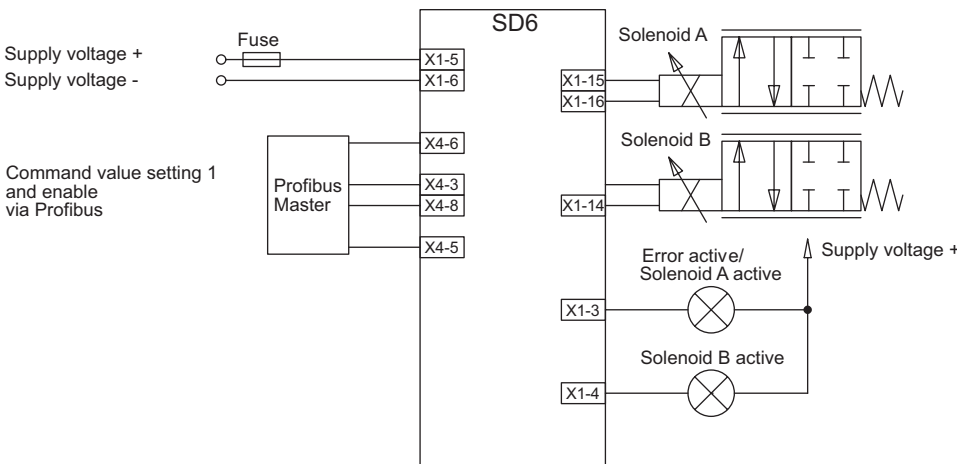 SD6
Fuse
Supply voltage +
Supply voltage -
X1-5
X1-6
Command value setting 1
and enable
via Profibus
Profibus
Master
X4-6
X4-3
X4-8
X4-5
Solenoid A
X1-15
X1-16
Solenoid B
X1-14
Supply voltage +
Error active/
Solenoid A active
X1-3
Solenoid B active
X1-4